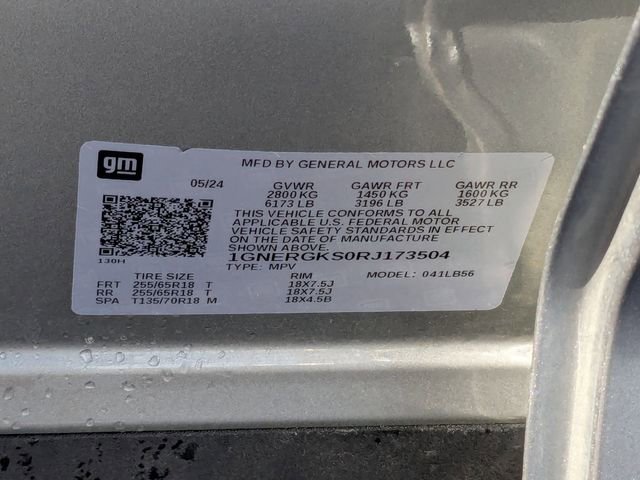 gm
MFD BY GENERAL MOTORS LLC
05/24 GVWR GAWR FRT GAWR RR
2800 KG 1450 KG 1600 KG
6173 LB 3196 LB 3527 LB
THIS VEHICLE CONFORMS TO ALL
APPLICABLE U.S. FEDERAL MOTOR
VEHICLE SAFETY STANDARDS IN EFFECT
ON THE DATE OF MANUFACTURE
SHOWN ABOVE.
130H 1GNERGKS0RJ173504
TYPE: MPV MODEL: 041LB56
TIRE SIZE RIM
FRT 255/65R18 T 18X7.5J
RR 255/65R18 T 18X7.5J
SPA T135/70R18 M 18X4.5B